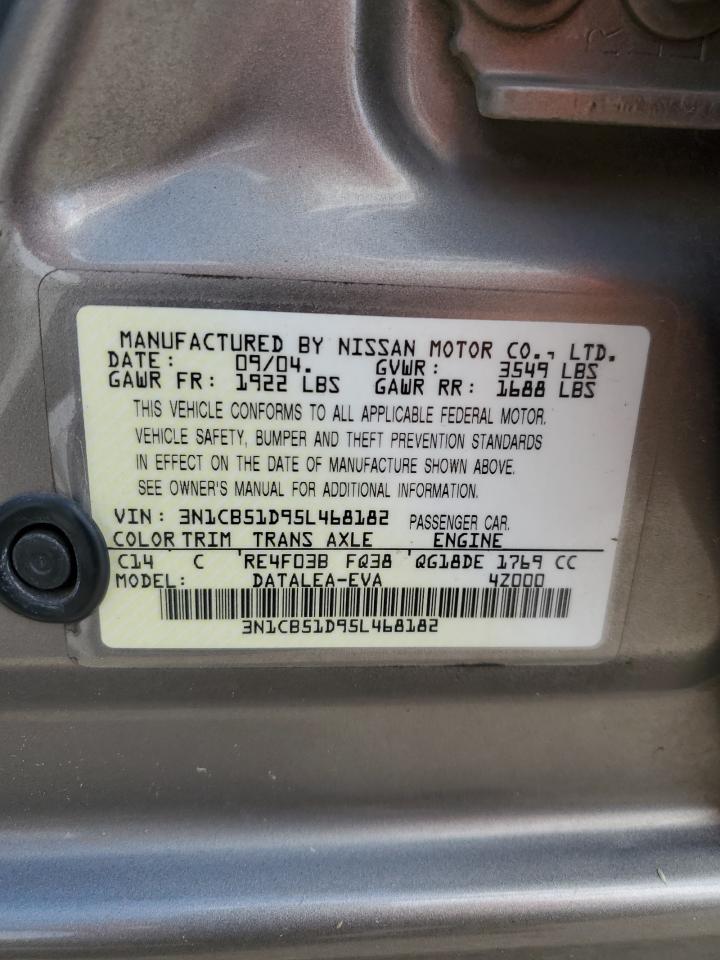 MANUFACTURED BY NISSAN MOTOR CO., LTD.
DATE: 09/04. GVWR: 3549 LBS
GAWR FR: 1922 LBS GAWR RR: 1688 LBS
THIS VEHICLE CONFORMS TO ALL APPLICABLE FEDERAL MOTOR.
VEHICLE SAFETY, BUMPER AND THEFT PREVENTION STANDARDS
IN EFFECT ON THE DATE OF MANUFACTURE SHOWN ABOVE.
SEE OWNER'S MANUAL FOR ADDITIONAL INFORMATION.
VIN: 3N1CB51D95L468182 PASSENGER CAR.
COLOR TRIM TRANS AXLE ENGINE
C14 C RE4F03B FQ38 QG18DE 1769 CC
MODEL: DATALEA-EVA 4Z000
3N1CB51D95L468182